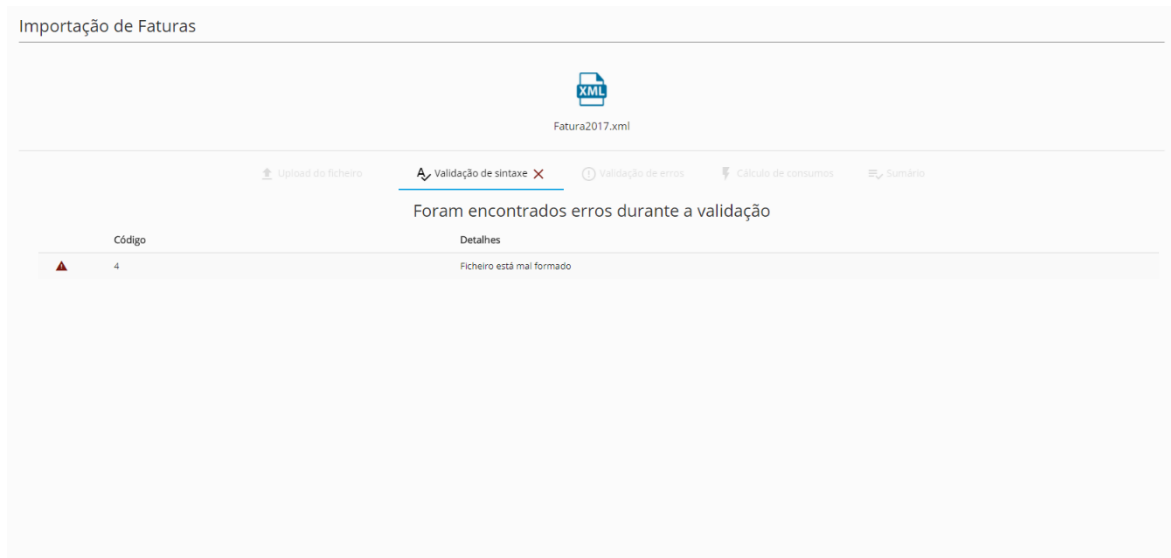 Importação de Faturas
XML
Fatura2017.xml
Upload do ficheiro Validação de sintaxe Validação de erros Cálculo de consumos Sumário
Foram encontrados erros durante a validação
Código Detalhes
4 Ficheiro está mal formado